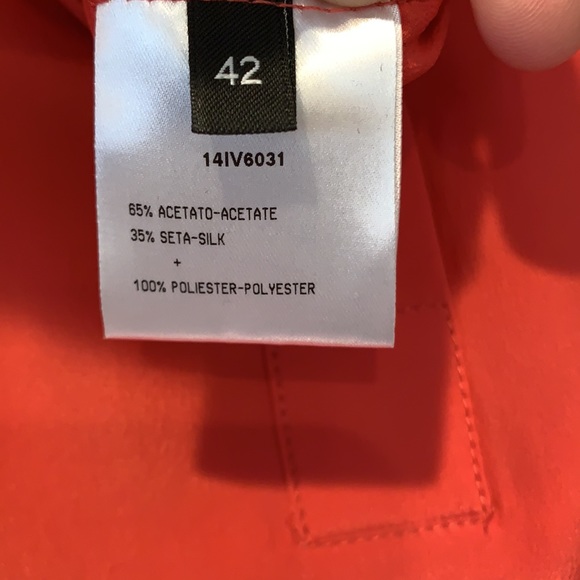 42
14IV6031
65% ACETATO-ACETATE
35% SETA-SILK
+
100% POLIESTER-POLYESTER